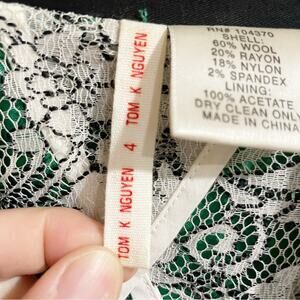 TOM K NGUYEN 4 TOM K NGUYEN
RN# 104370
SHELL:
60% WOOL
20% RAYON
18% NYLON
2% SPANDEX
LINING:
100% ACETATE
DRY CLEAN ONLY
MADE IN CHINA